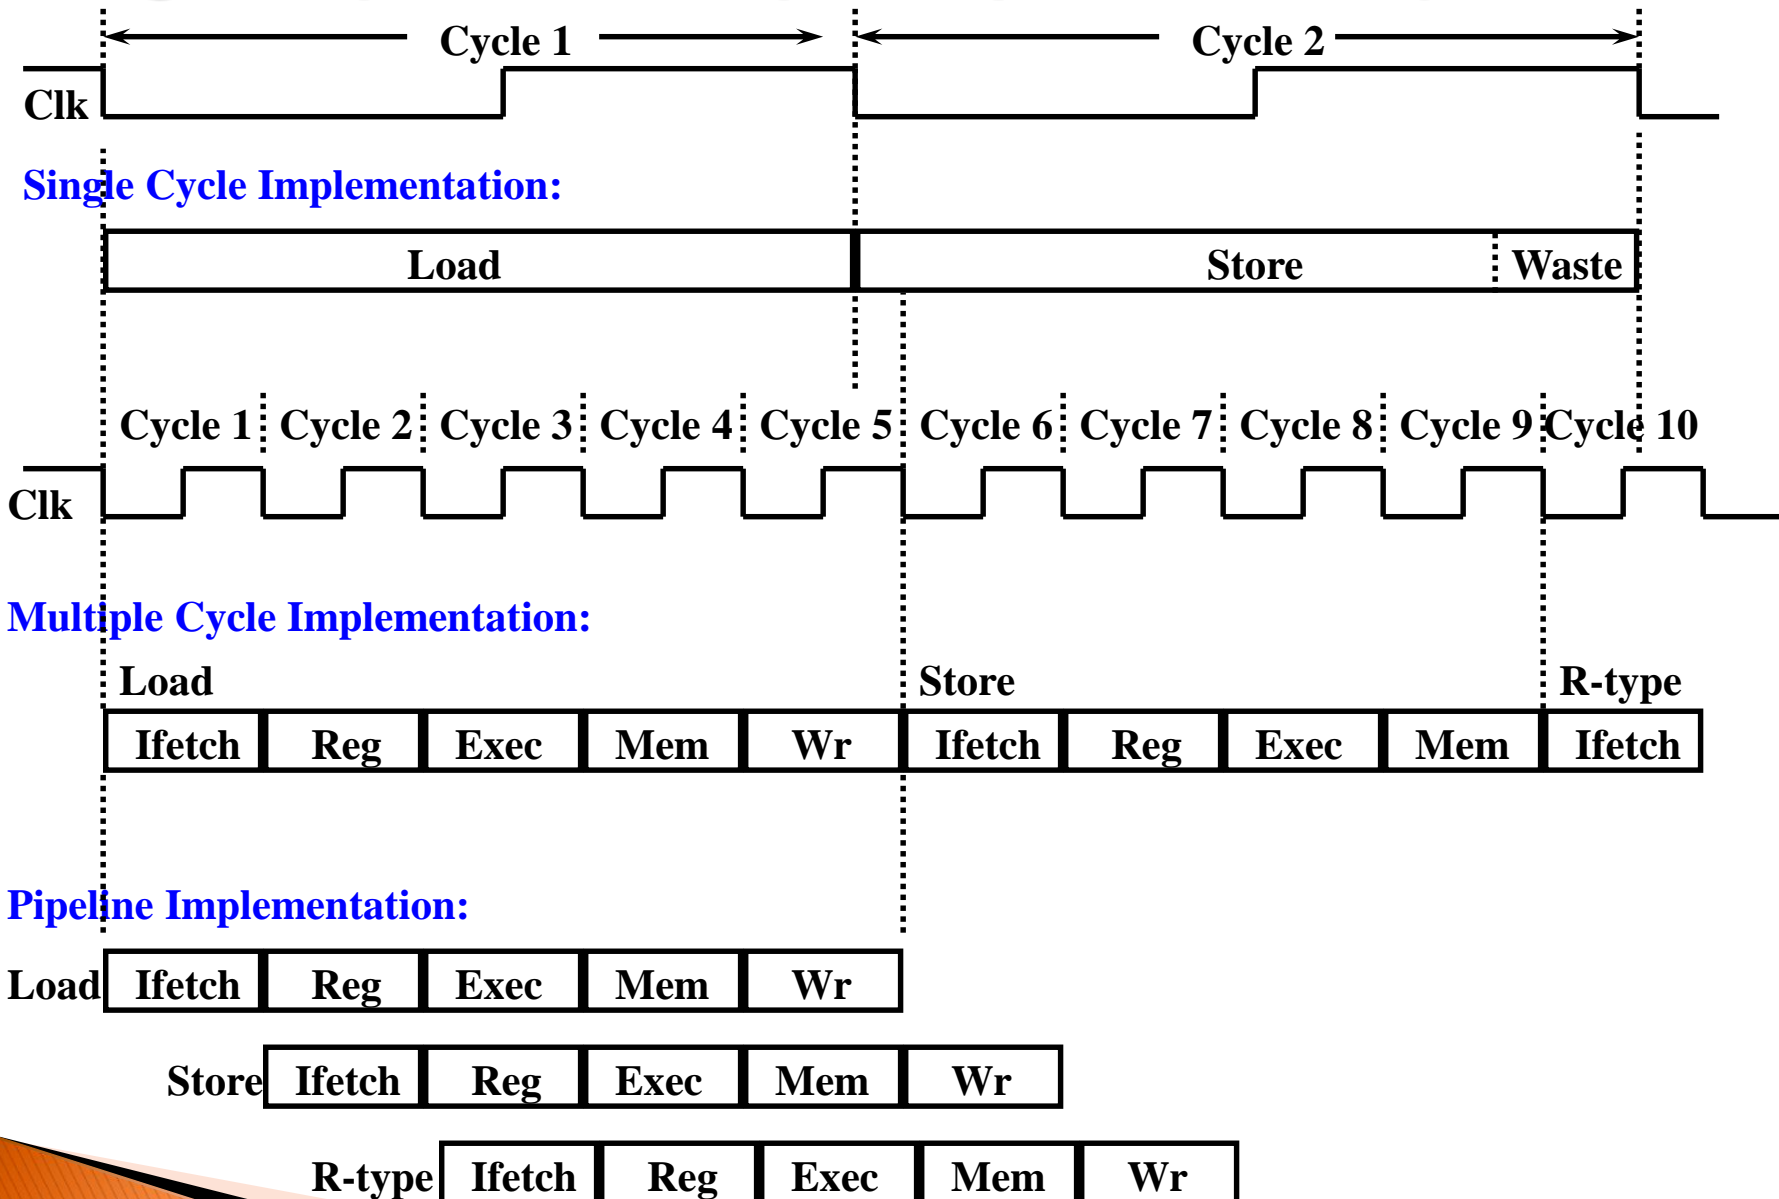 Cycle 1 Cycle 2
Clk
Single Cycle Implementation:
Load Store Waste
Cycle 1 Cycle 2 Cycle 3 Cycle 4 Cycle 5 Cycle 6 Cycle 7 Cycle 8 Cycle 9 Cycle 10
Clk
Multiple Cycle Implementation:
Load Store R-type
Ifetch Reg Exec Mem Wr Ifetch Reg Exec Mem Ifetch
Pipeline Implementation:
Load Ifetch Reg Exec Mem Wr
Store Ifetch Reg Exec Mem Wr
R-type Ifetch Reg Exec Mem Wr